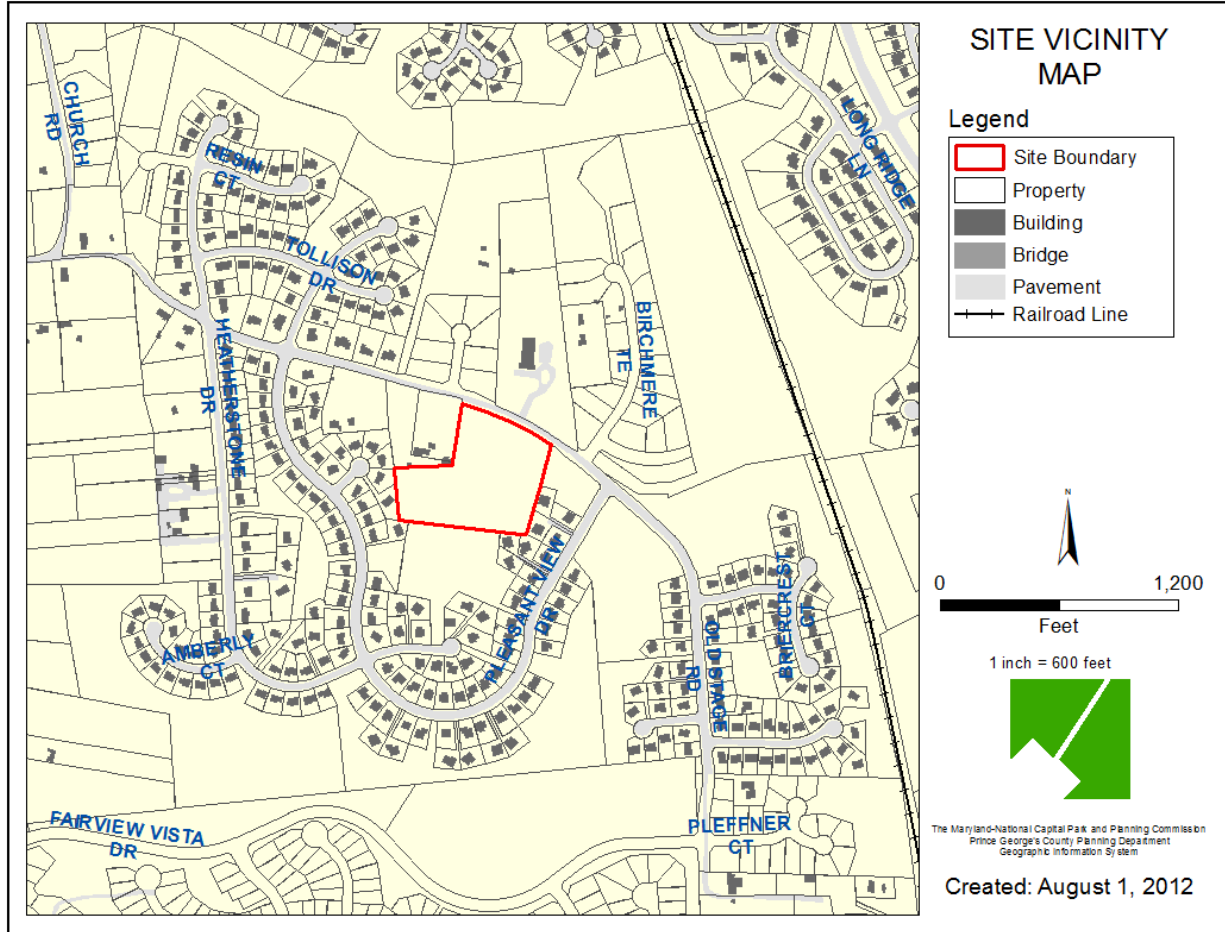 SITE VICINITY
MAP
Legend
Site Boundary
Property
Building
Bridge
Pavement
Railroad Line
CHURCH
RD
RESIN
CT
TOLLISON
DR
HEATHERSTONE
DR
BIRCHMERE
TE
LONG RIDGE
LN
PLEASANT VIEW
DR
AMBERLY
CT
OLD STAGE
RD
BRIERCREST
CT
FAIRVIEW VISTA
DR
PLEFFNER
CT
N
0 1,200
Feet
1 inch = 600 feet
The Maryland-National Capital Park and Planning Commission
Prince George's County Planning Department
Geographic Information System
Created: August 1, 2012